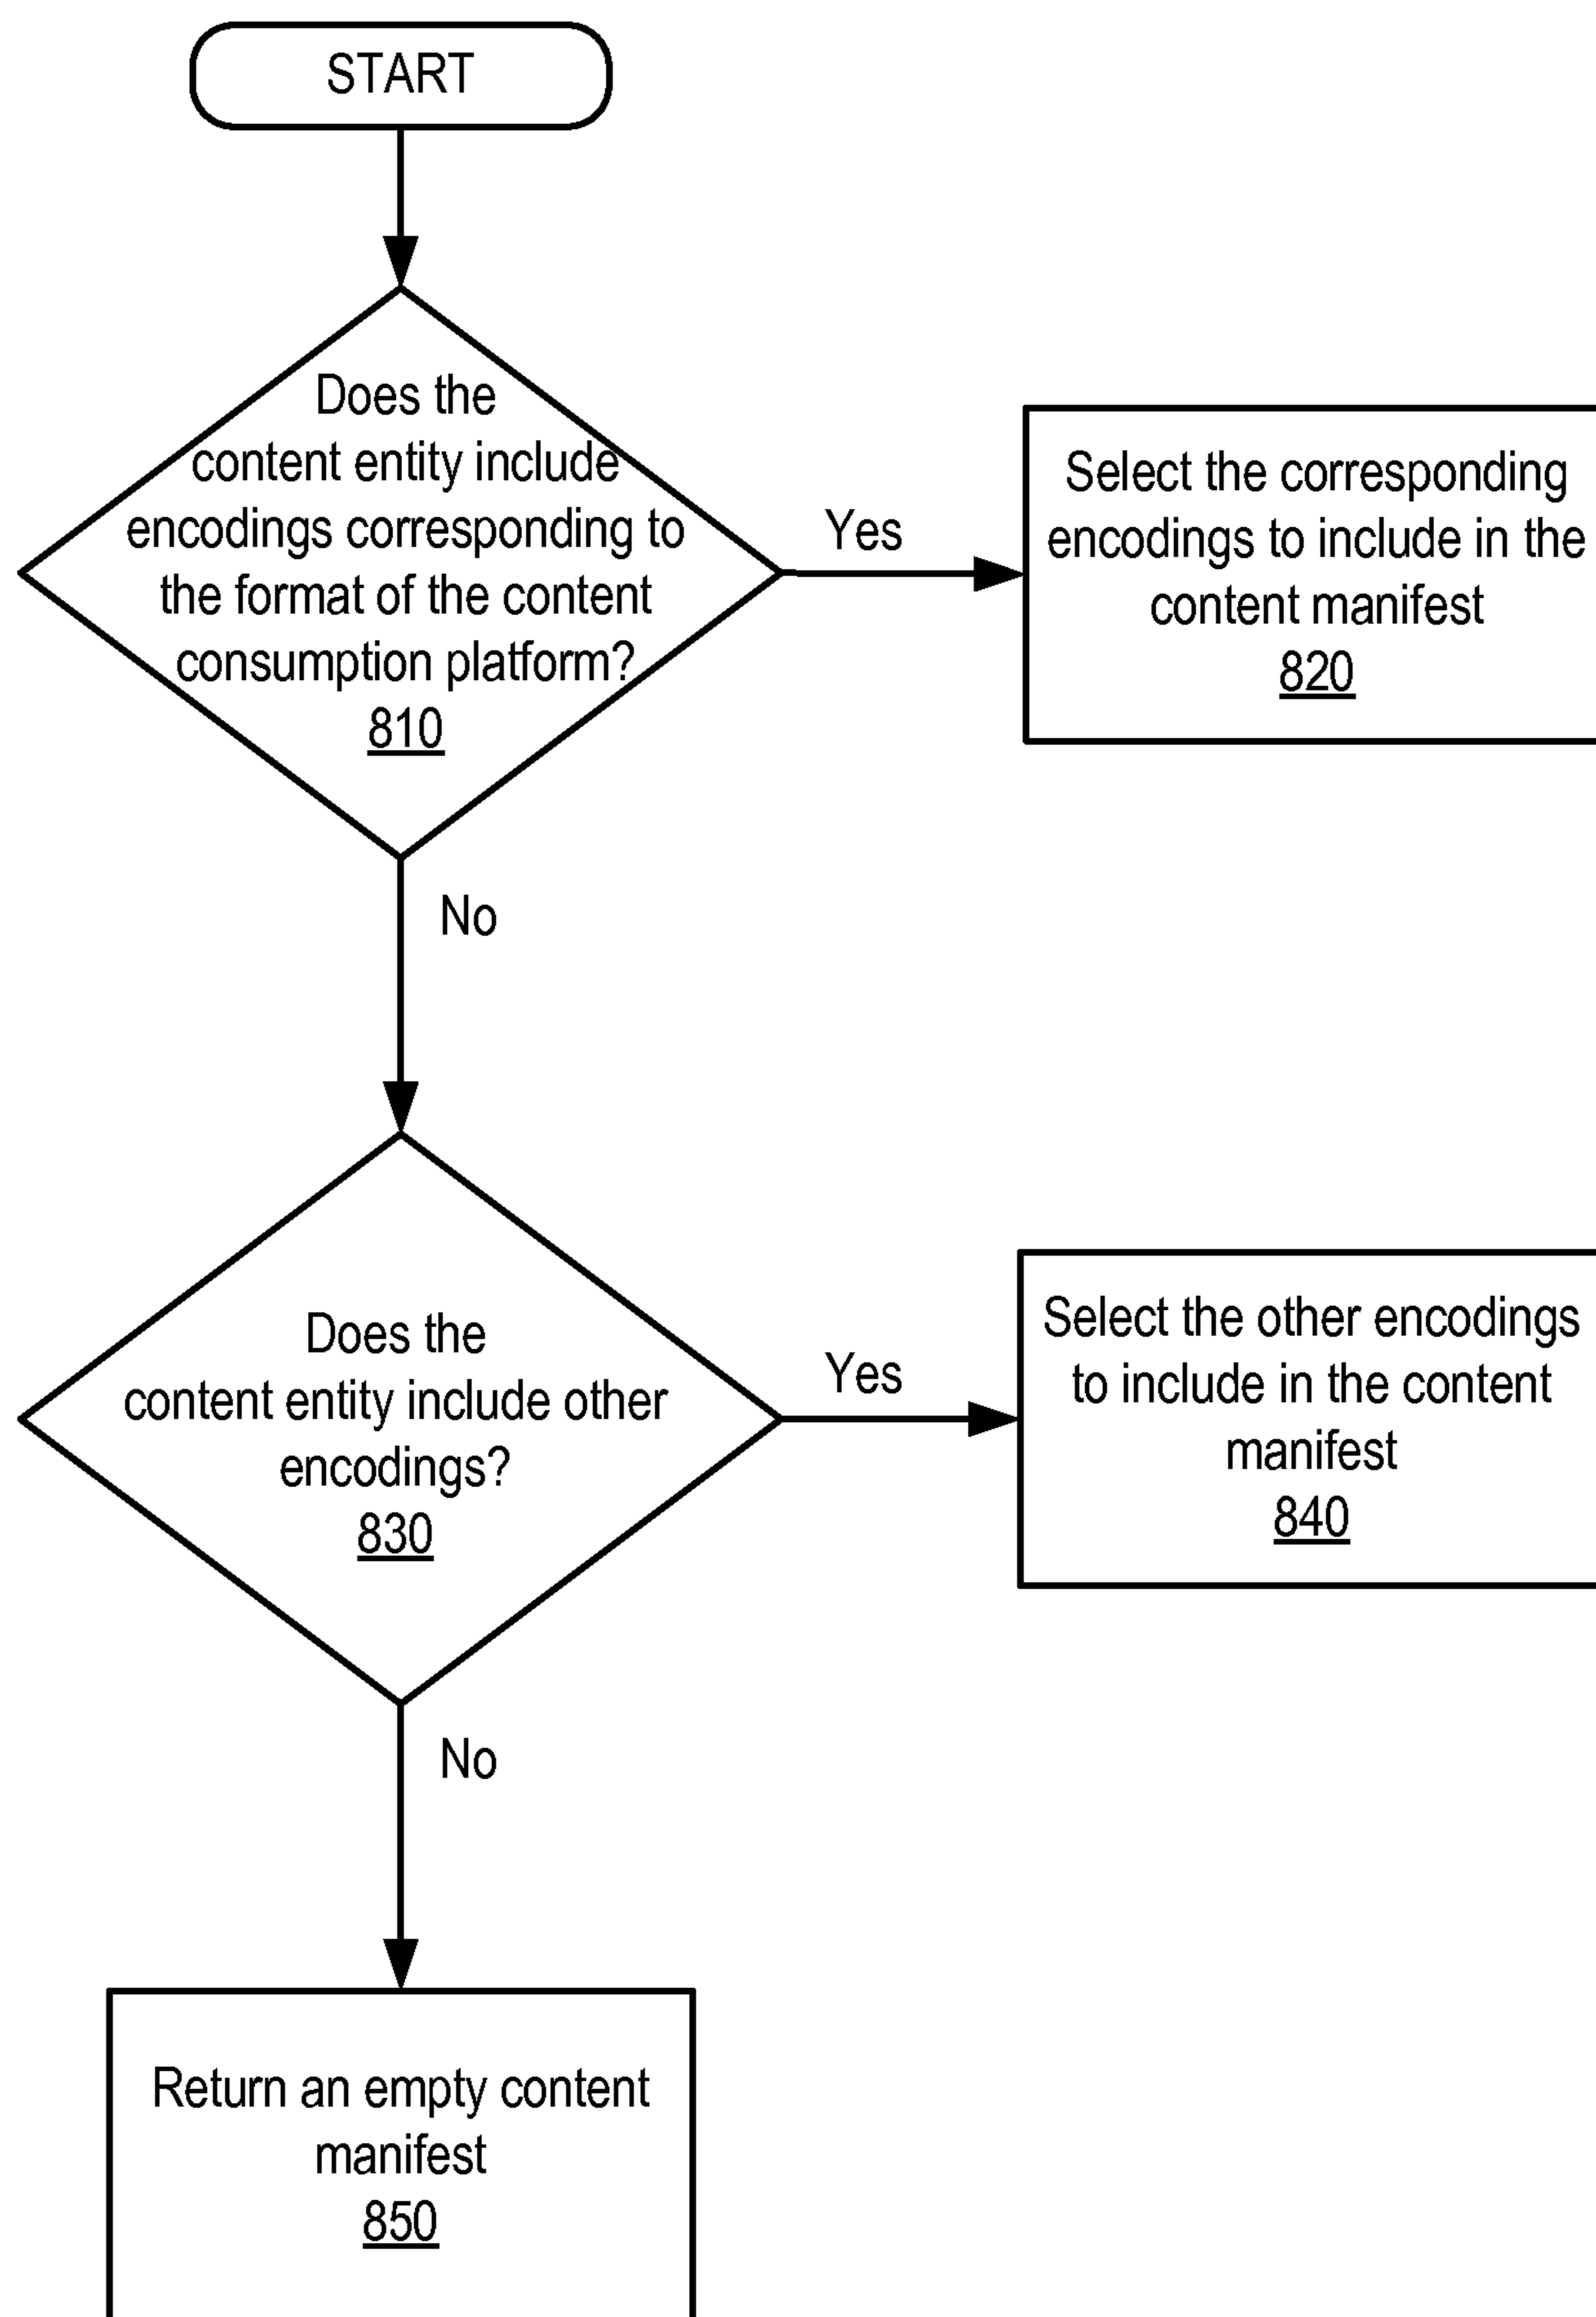 START
Does the
content entity include
encodings corresponding to
the format of the content
consumption platform?
810
Yes
Select the corresponding
encodings to include in the
content manifest
820
No
Does the
content entity include other
encodings?
830
Yes
Select the other encodings
to include in the content
manifest
840
No
Return an empty content
manifest
850